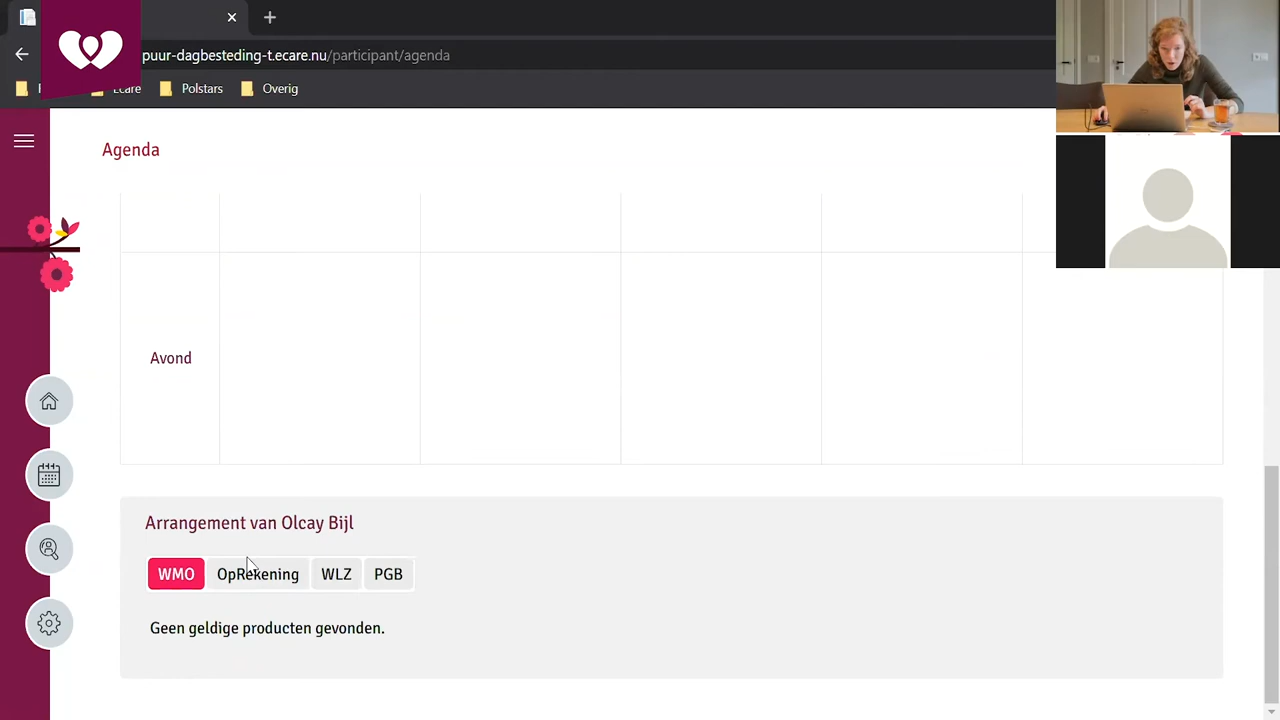 puur-dagbesteding-t.ecare.nu/participant/agenda
Ecare
Polstars
Overig
Agenda
Avond
Arrangement van Olcay Bijl
WMO OpRekening WLZ PGB
Geen geldige producten gevonden.